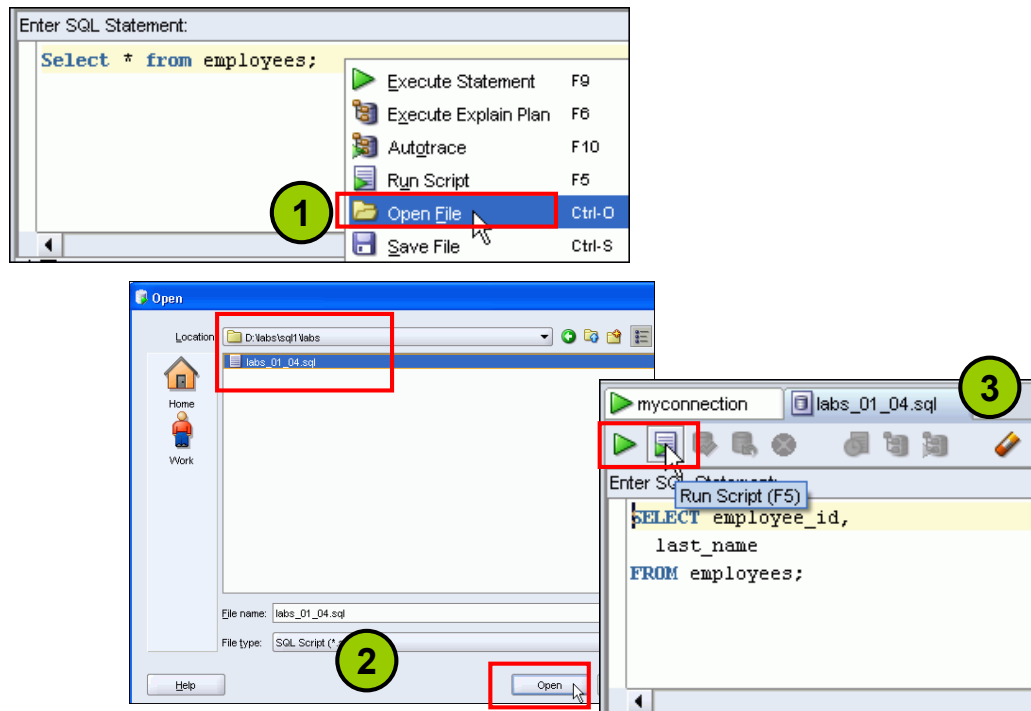 Enter SQL Statement:
Select * from employees;
Execute Statement F9
Execute Explain Plan F6
Autotrace F10
Run Script F5
1
Open File Ctrl-O
Save File Ctrl-S
Open
Location
D:\labs\sql1\labs
labs_01_04.sql
Home
Work
File name: labs_01_04.sql
File type: SQL Script (*.
2
Help
Open
3
myconnection
labs_01_04.sql
Enter SQL Statement:
Run Script (F5)
SELECT employee_id,
last_name
FROM employees;